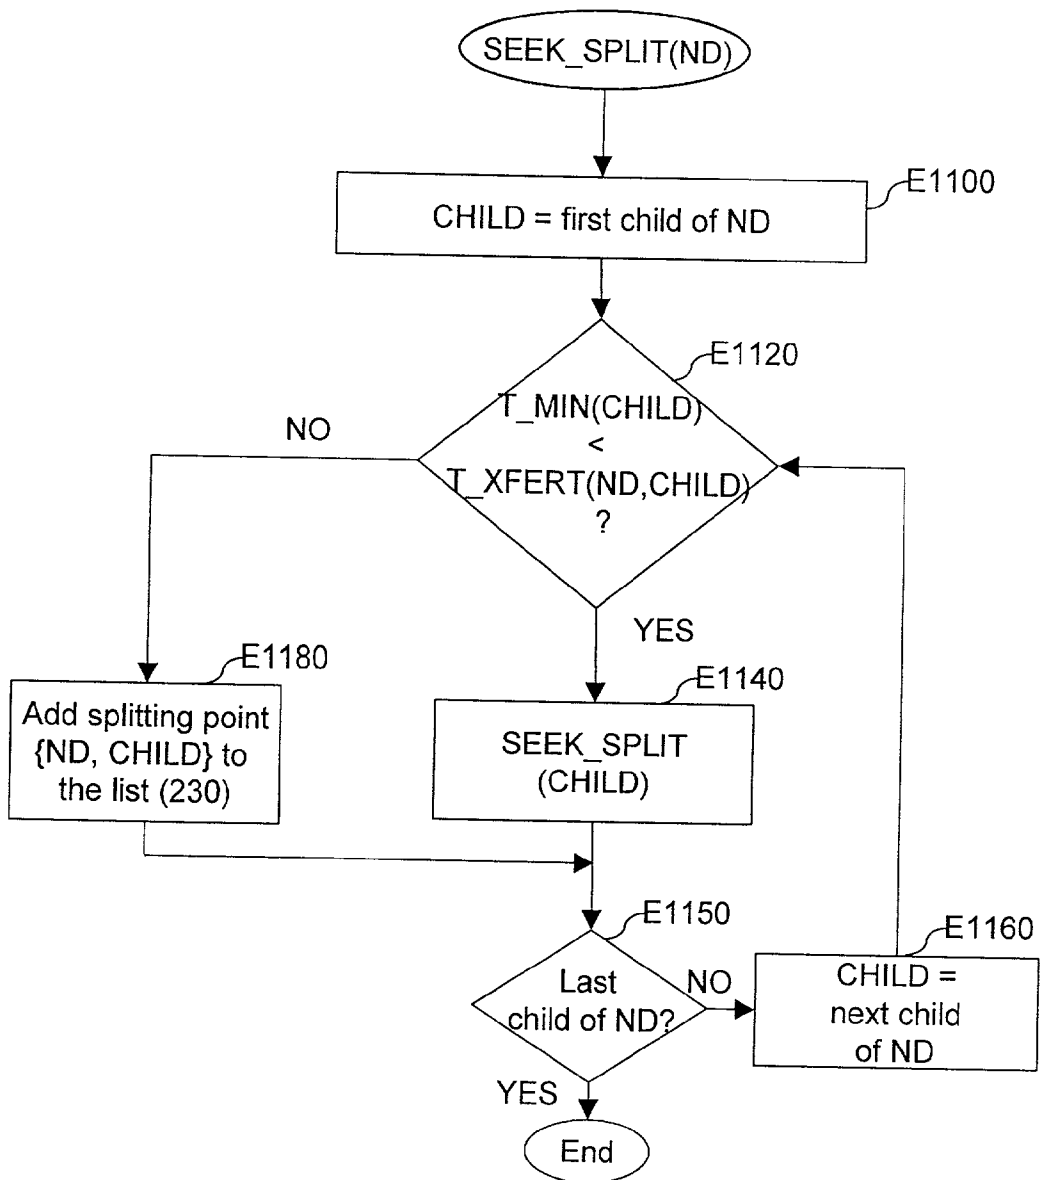 SEEK_SPLIT(ND)
E1100
CHILD = first child of ND
E1120
T_MIN(CHILD)
<
T_XFERT(ND,CHILD)
?
NO
YES
E1180
Add splitting point
{ND, CHILD} to
the list (230)
E1140
SEEK_SPLIT
(CHILD)
E1150
Last
child of ND?
NO
E1160
CHILD =
next child
of ND
YES
End